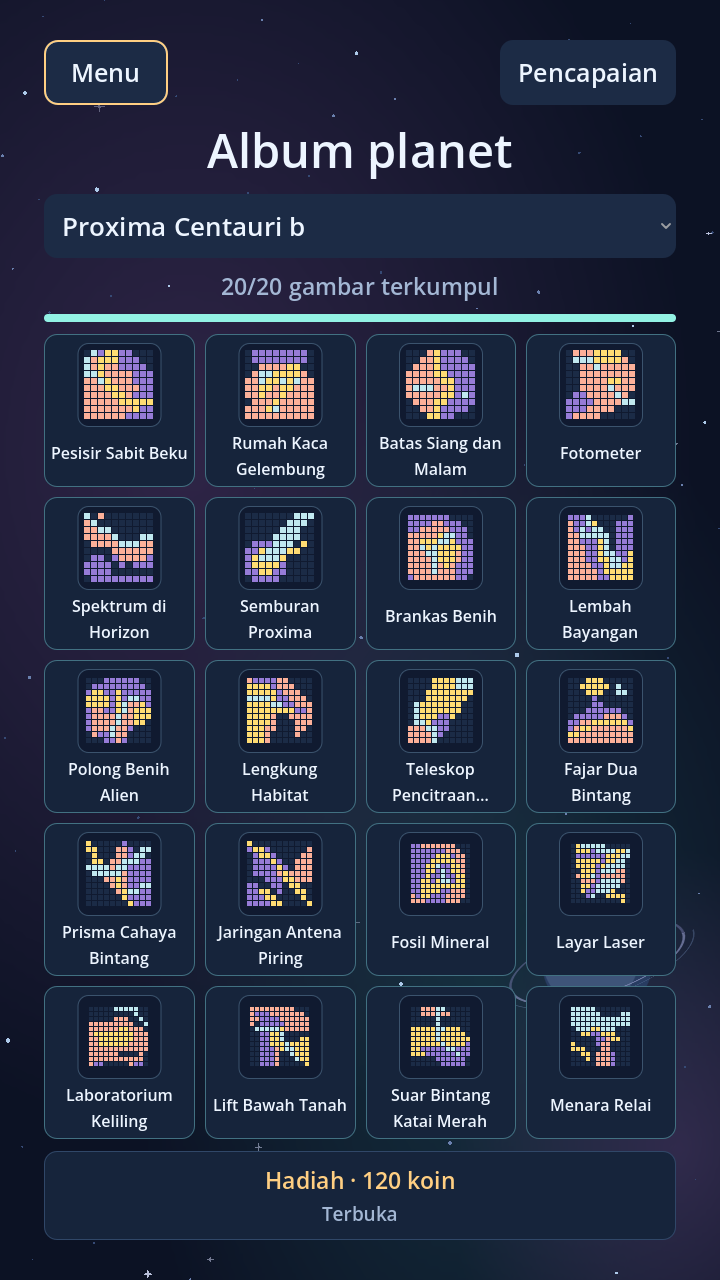 Menu
Pencapaian
Album planet
Proxima Centauri b
20/20 gambar terkumpul
Pesisir Sabit Beku
Rumah Kaca
Gelembung
Batas Siang dan
Malam
Fotometer
Spektrum di
Horizon
Semburan
Proxima
Brankas Benih
Lembah
Bayangan
Polong Benih
Alien
Lengkung
Habitat
Teleskop
Pencitraan...
Fajar Dua
Bintang
Prisma Cahaya
Bintang
Jaringan Antena
Piring
Fosil Mineral
Layar Laser
Laboratorium
Keliling
Lift Bawah Tanah
Suar Bintang
Katai Merah
Menara Relai
Hadiah · 120 koin
Terbuka